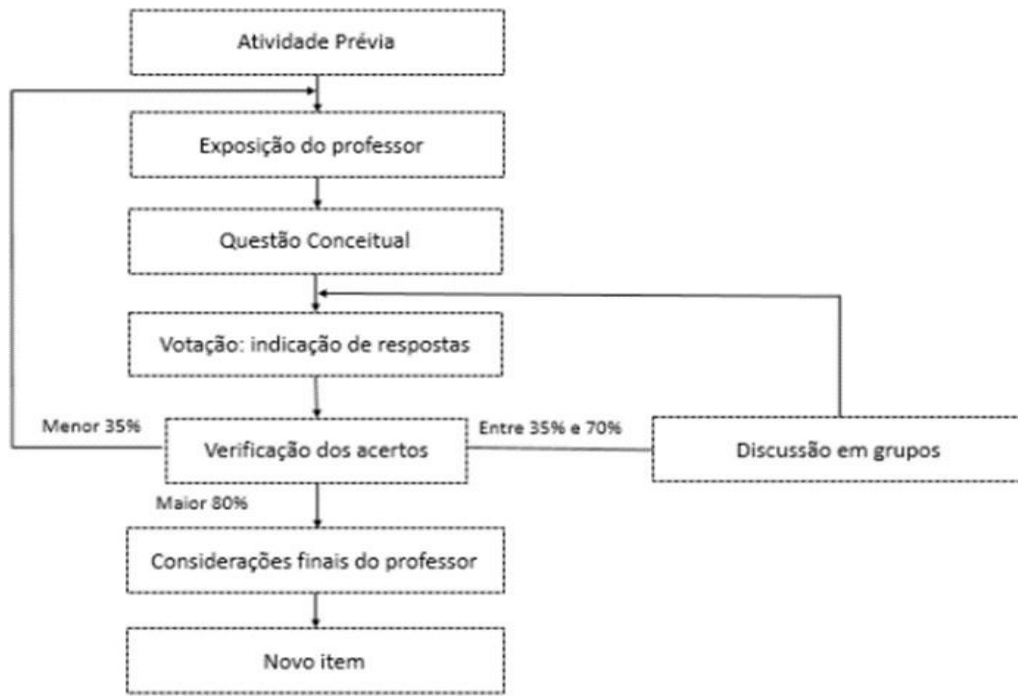 Atividade Prévia
Exposição do professor
Questão Conceitual
Votação: indicação de respostas
Menor 35%
Verificação dos acertos
Entre 35% e 70%
Discussão em grupos
Maior 80%
Considerações finais do professor
Novo item